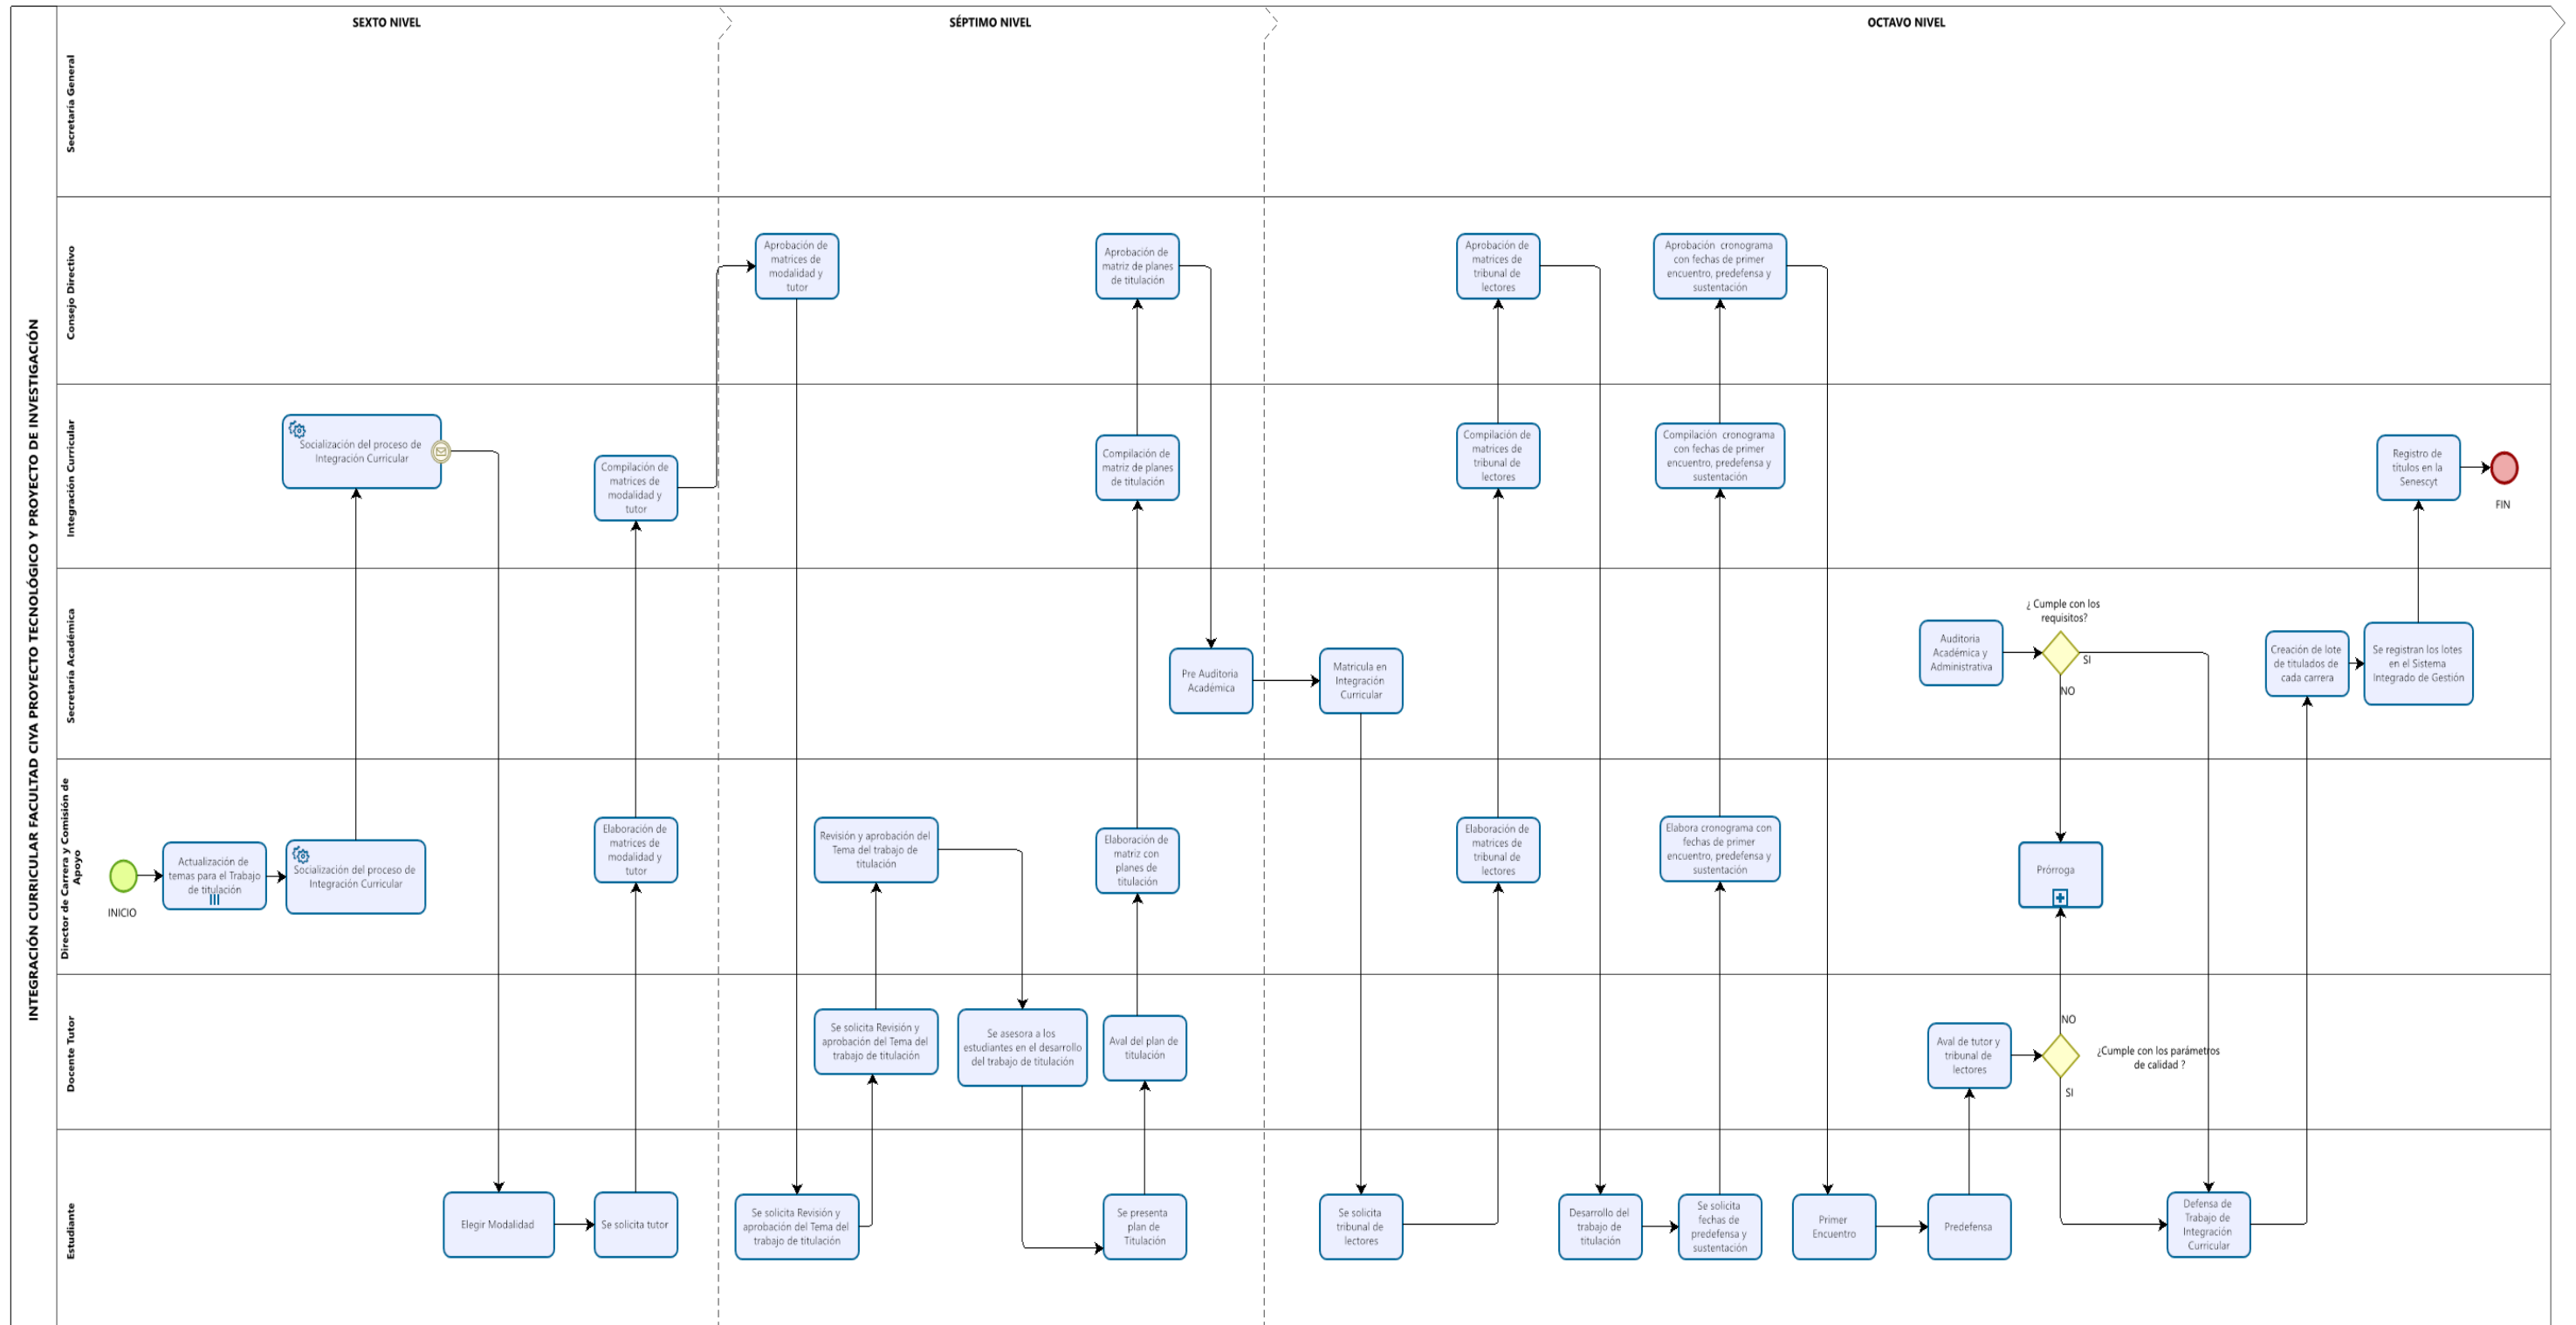 INTEGRACIÓN CURRICULAR FACULTAD CIYA PROYECTO TECNOLÓGICO Y PROYECTO DE INVESTIGACIÓN
SEXTO NIVEL
SÉPTIMO NIVEL
OCTAVO NIVEL
Secretaría General
Consejo Directivo
Aprobación de
matrices de
modalidad y
tutor
Aprobación de
matriz de planes
de titulación
Aprobación de
matrices de
tribunal de
lectores
Aprobación cronograma
con fechas de primer
encuentro, predefensa y
sustentación
Integración Curricular
Socialización del proceso de
Integración Curricular
Compilación de
matrices de
modalidad y
tutor
Compilación de
matriz de planes
de titulación
Compilación de
matrices de
tribunal de
lectores
Compilación cronograma
con fechas de primer
encuentro, predefensa y
sustentación
Registro de
títulos en la
Senescyt
FIN
Secretaría Académica
Pre Auditoria
Académica
Matricula en
Integración
Curricular
Auditoria
Académica y
Administrativa
¿ Cumple con los
requisitos?
SI
NO
Creación de lote
de titulados de
cada carrera
Se registran los lotes
en el Sistema
Integrado de Gestión
Director de Carrera y Comisión de
Apoyo
INICIO
Actualización de
temas para el Trabajo
de titulación
Socialización del proceso de
Integración Curricular
Elaboración de
matrices de
modalidad y
tutor
Revisión y aprobación del
Tema del trabajo de
titulación
Elaboración de
matriz con
planes de
titulación
Elaboración de
matrices de
tribunal de
lectores
Elabora cronograma con
fechas de primer
encuentro, predefensa y
sustentación
Prórroga
Docente Tutor
Se solicita Revisión y
aprobación del Tema del
trabajo de titulación
Se asesora a los
estudiantes en el desarrollo
del trabajo de titulación
Aval del plan de
titulación
Aval de tutor y
tribunal de
lectores
NO
¿Cumple con los parámetros
de calidad ?
SI
Estudiante
Elegir Modalidad
Se solicita tutor
Se solicita Revisión y
aprobación del Tema del
trabajo de titulación
Se presenta
plan de
Titulación
Se solicita
tribunal de
lectores
Desarrollo del
trabajo de
titulación
Se solicita
fechas de
predefensa y
sustentación
Primer
Encuentro
Predefensa
Defensa de
Trabajo de
Integración
Curricular